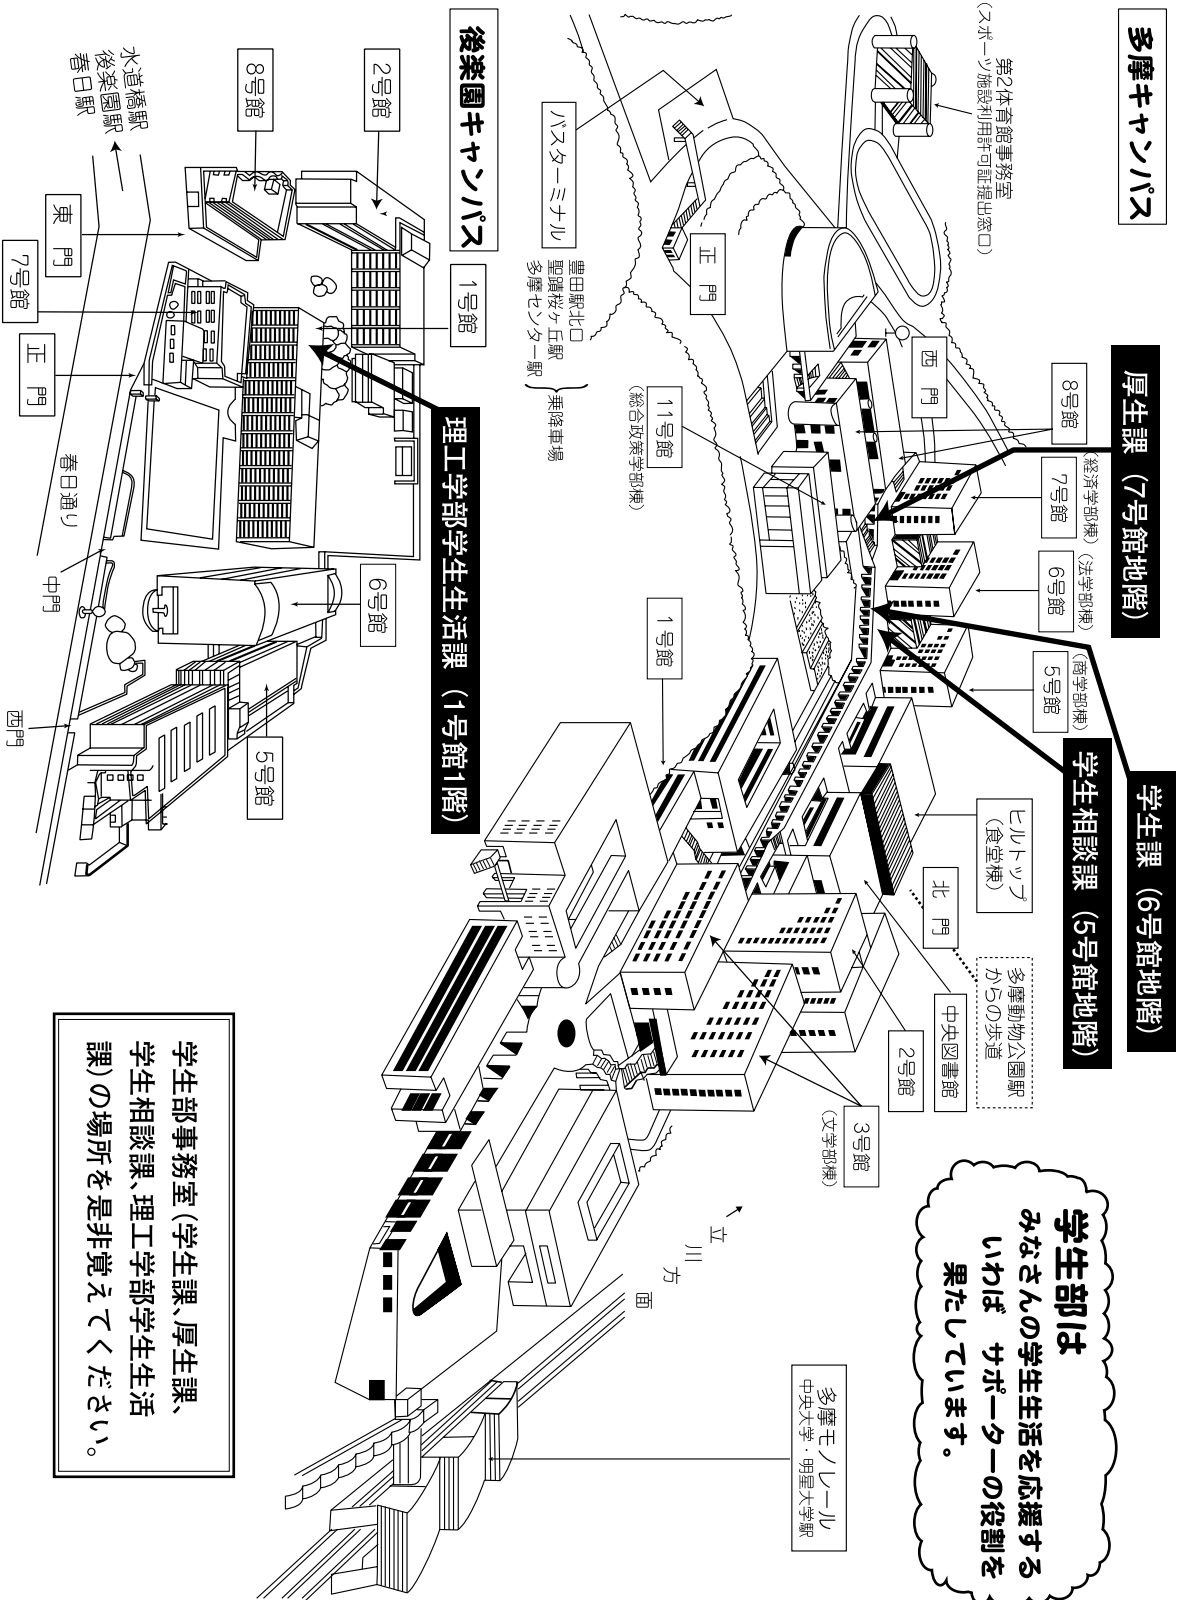 多摩キャンパス
第2体育館事務室
（スポーツ施設利用許可証提出窓口）
厚生課（7号館地階）
学生課（6号館地階）
学生相談課（5号館地階）
学生部は
みなさんの学生生活を応援する
いわば　サポーターの役割を
果たしています。
8号館
（経済学部棟）
7号館
（法学部棟）
6号館
（商学部棟）
5号館
ヒルトップ
（食堂棟）
北　門
多摩動物公園駅
からの歩道
中央図書館
2号館
3号館
（文学部棟）
西　門
正　門
11号館
（総合政策学部棟）
1号館
バスターミナル
豊田駅北口
聖蹟桜ヶ丘駅
多摩センター駅
乗降車場
立川方面
多摩モノレール
中央大学・明星大学駅
後楽園キャンパス
理工学部学生生活課（1号館1階）
2号館
1号館
8号館
6号館
5号館
水道橋駅
後楽園駅
春日駅
東　門
7号館
正　門
春日通り
中門
西門
学生部事務室（学生課、厚生課、
学生相談課、理工学部学生生活
課）の場所を是非覚えてください。